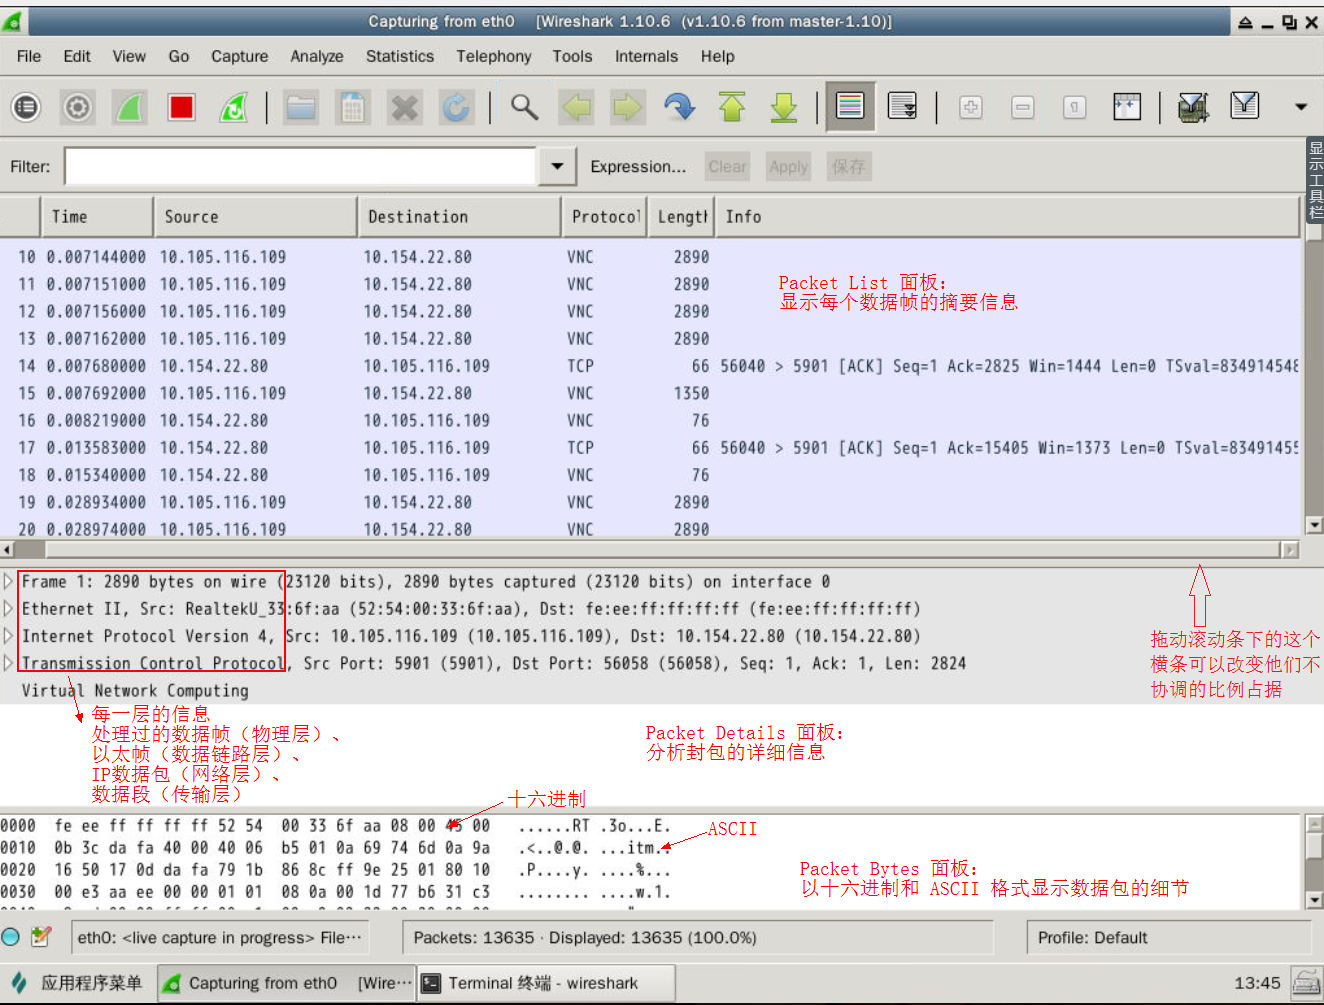 Capturing from eth0 [Wireshark 1.10.6 (v1.10.6 from master-1.10)]
File Edit View Go Capture Analyze Statistics Telephony Tools Internals Help
Filter: Expression... Clear Apply 保存
显示工具栏
Time Source Destination Protocol Length Info
10 0.007144000 10.105.116.109 10.154.22.80 VNC 2890
11 0.007151000 10.105.116.109 10.154.22.80 VNC 2890
12 0.007156000 10.105.116.109 10.154.22.80 VNC 2890
13 0.007162000 10.105.116.109 10.154.22.80 VNC 2890
14 0.007680000 10.154.22.80 10.105.116.109 TCP 66 56040 > 5901 [ACK] Seq=1 Ack=2825 Win=1444 Len=0 TSval=834914548
15 0.007692000 10.105.116.109 10.154.22.80 VNC 1350
16 0.008219000 10.154.22.80 10.105.116.109 VNC 76
17 0.013583000 10.154.22.80 10.105.116.109 TCP 66 56040 > 5901 [ACK] Seq=1 Ack=15405 Win=1373 Len=0 TSval=83491455
18 0.015340000 10.154.22.80 10.105.116.109 VNC 76
19 0.028934000 10.105.116.109 10.154.22.80 VNC 2890
20 0.028974000 10.105.116.109 10.154.22.80 VNC 2890
Packet List 面板:
显示每个数据帧的摘要信息
Frame 1: 2890 bytes on wire (23120 bits), 2890 bytes captured (23120 bits) on interface 0
Ethernet II, Src: RealtekU_33:6f:aa (52:54:00:33:6f:aa), Dst: fe:ee:ff:ff:ff:ff (fe:ee:ff:ff:ff:ff)
Internet Protocol Version 4, Src: 10.105.116.109 (10.105.116.109), Dst: 10.154.22.80 (10.154.22.80)
Transmission Control Protocol, Src Port: 5901 (5901), Dst Port: 56058 (56058), Seq: 1, Ack: 1, Len: 2824
Virtual Network Computing
拖动滚动条下的这个
横条可以改变他们不
协调的比例占据
每一层的信息
处理过的数据帧（物理层）、
以太帧（数据链路层）、
IP数据包（网络层）、
数据段（传输层）
Packet Details 面板:
分析封包的详细信息
十六进制
0000 fe ee ff ff ff ff 52 54 00 33 6f aa 08 00 45 00 ......RT .3o...E.
0010 0b 3c da fa 40 00 40 06 b5 01 0a 69 74 6d 0a 9a .<..@.@. ...itm..
0020 16 50 17 0d da fa 79 1b 86 8c ff 9e 25 01 80 10 .P....y. ....%...
0030 00 e3 aa ee 00 00 01 01 08 0a 00 1d 77 b6 31 c3 ........ ....w.1.
ASCII
Packet Bytes 面板:
以十六进制和 ASCII 格式显示数据包的细节
eth0: <live capture in progress> File··· Packets: 13635 · Displayed: 13635 (100.0%) Profile: Default
应用程序菜单 Capturing from eth0 [Wire··· Terminal 终端 - wireshark 13:45